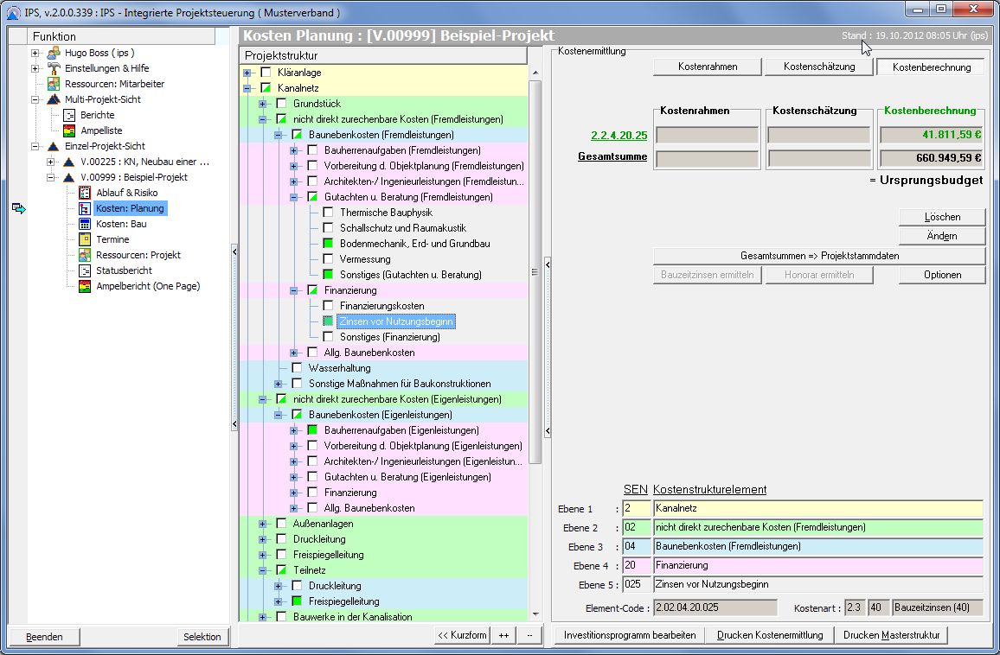 IPS, v.2.0.0.339 : IPS - Integrierte Projektsteuerung ( Musterverband )
Funktion
Hugo Boss ( ips )
Einstellungen & Hilfe
Ressourcen: Mitarbeiter
Multi-Projekt-Sicht
Berichte
Ampelliste
Einzel-Projekt-Sicht
V.00225 : KN, Neubau einer ...
V.00999 : Beispiel-Projekt
Ablauf & Risiko
Kosten: Planung
Kosten: Bau
Termine
Ressourcen: Projekt
Statusbericht
Ampelbericht (One Page)
Beenden
Selektion
Kosten Planung : [V.00999] Beispiel-Projekt
Stand : 19.10.2012 08:05 Uhr (ips)
Projektstruktur
Kläranlage
Kanalnetz
Grundstück
nicht direkt zurechenbare Kosten (Fremdleistungen)
Baunebenkosten (Fremdleistungen)
Bauherrenaufgaben (Fremdleistungen)
Vorbereitung d. Objektplanung (Fremdleistungen)
Architekten-/ Ingenieurleistungen (Fremdleistun...
Gutachten u. Beratung (Fremdleistungen)
Thermische Bauphysik
Schallschutz und Raumakustik
Bodenmechanik, Erd- und Grundbau
Vermessung
Sonstiges (Gutachten u. Beratung)
Finanzierung
Finanzierungskosten
Zinsen vor Nutzungsbeginn
Sonstiges (Finanzierung)
Allg. Baunebenkosten
Wasserhaltung
Sonstige Maßnahmen für Baukonstruktionen
nicht direkt zurechenbare Kosten (Eigenleistungen)
Baunebenkosten (Eigenleistungen)
Bauherrenaufgaben (Eigenleistungen)
Vorbereitung d. Objektplanung (Eigenleistungen)
Architekten-/ Ingenieurleistungen (Eigenleistun...
Gutachten u. Beratung (Eigenleistungen)
Finanzierung
Allg. Baunebenkosten
Außenanlagen
Druckleitung
Freispiegelleitung
Teilnetz
Druckleitung
Freispiegelleitung
Bauwerke in der Kanalisation
<< Kurzform ++ --
Kostenermittlung
Kostenrahmen Kostenschätzung Kostenberechnung
Kostenrahmen Kostenschätzung Kostenberechnung
2.2.4.20.25 41.811,59 €
Gesamtsumme 660.949,59 €
= Ursprungsbudget
Löschen
Ändern
Gesamtsummen => Projektstammdaten
Bauzeitzinsen ermitteln Honorar ermitteln Optionen
SEN Kostenstrukturelement
Ebene 1 : 2 Kanalnetz
Ebene 2 : 02 nicht direkt zurechenbare Kosten (Fremdleistungen)
Ebene 3 : 04 Baunebenkosten (Fremdleistungen)
Ebene 4 : 20 Finanzierung
Ebene 5 : 025 Zinsen vor Nutzungsbeginn
Element-Code : 2.02.04.20.025 Kostenart : 2.3 40 Bauzeitzinsen (40)
Investitionsprogramm bearbeiten Drucken Kostenermittlung Drucken Masterstruktur